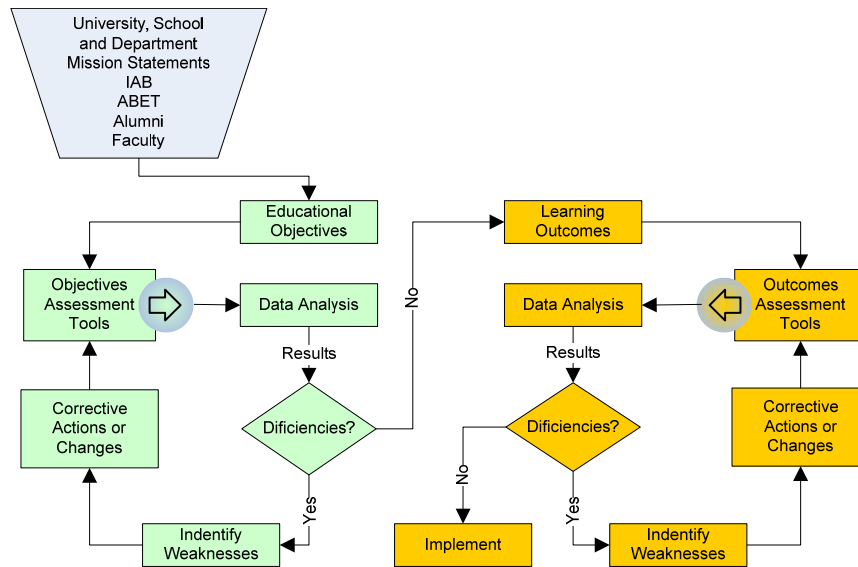 University, School
and Department
Mission Statements
IAB
ABET
Alumni
Faculty
Educational
Objectives
Learning
Outcomes
Objectives
Assessment
Tools
Data Analysis
No
Data Analysis
Outcomes
Assessment
Tools
Results
Results
Corrective
Actions or
Changes
Dificiencies?
Dificiencies?
Corrective
Actions or
Changes
No
Yes
Yes
Indentify
Weaknesses
Implement
Indentify
Weaknesses